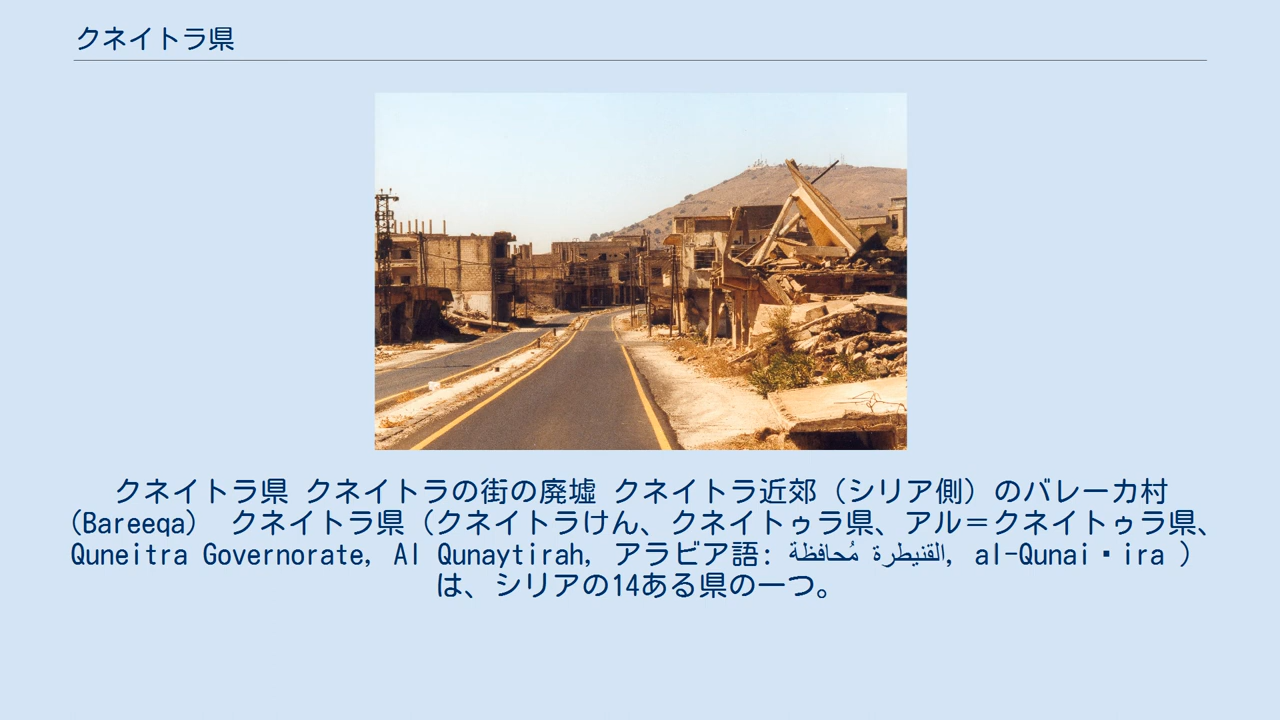 クネイトラ県
クネイトラ県 クネイトラの街の廃墟 クネイトラ近郊（シリア側）のバレーカ村
(Bareeqa） クネイトラ県（クネイトラけん、クネイトゥラ県、アル＝クネイトゥラ県、
Quneitra Governorate, Al Qunaytirah, アラビア語: مُحافظة القنيطرة, al-Qunai▪ira ）
は、シリアの14ある県の一つ。